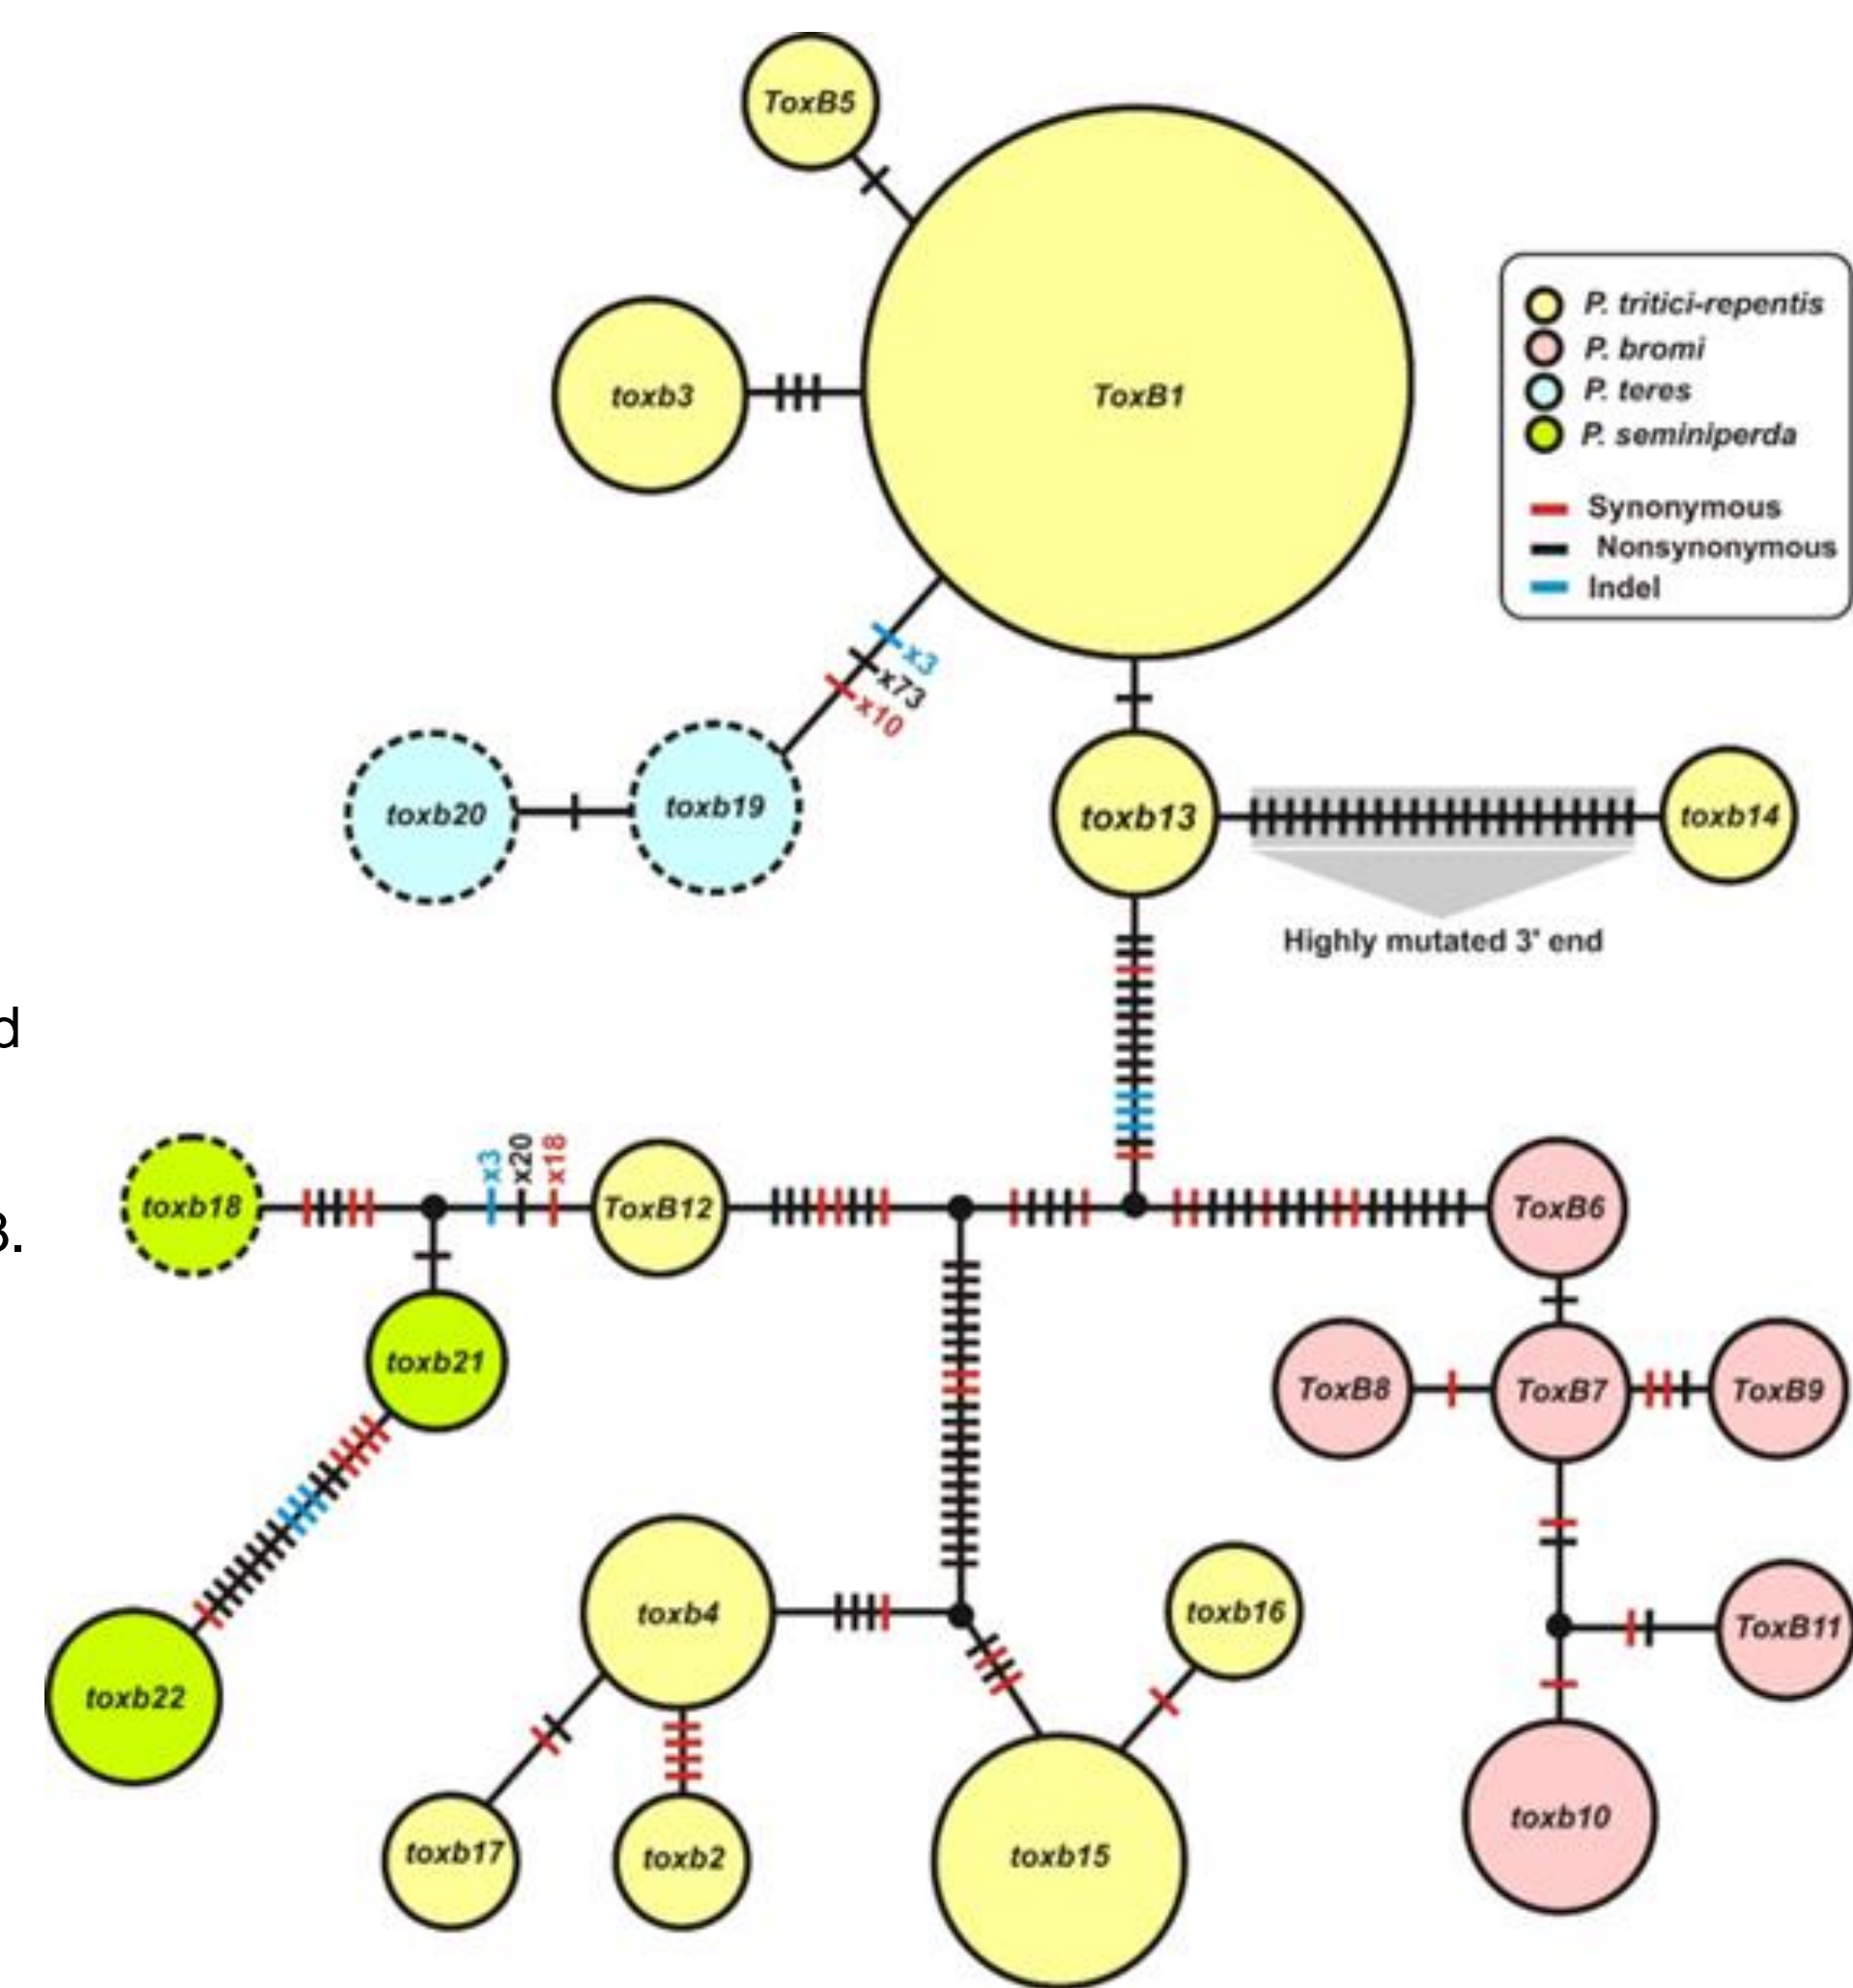 ToxB5
ToxB1
toxb3
P. tritici-repentis
P. bromi
P. teres
P. seminiperda
Synonymous
Nonsynonymous
Indel
x3
x73
x10
toxb20
toxb19
toxb13
toxb14
Highly mutated 3' end
d
toxb18
x3
x20
x18
ToxB12
ToxB6
3.
toxb21
ToxB8
ToxB7
ToxB9
toxb22
toxb4
toxb16
ToxB11
toxb17
toxb2
toxb15
toxb10